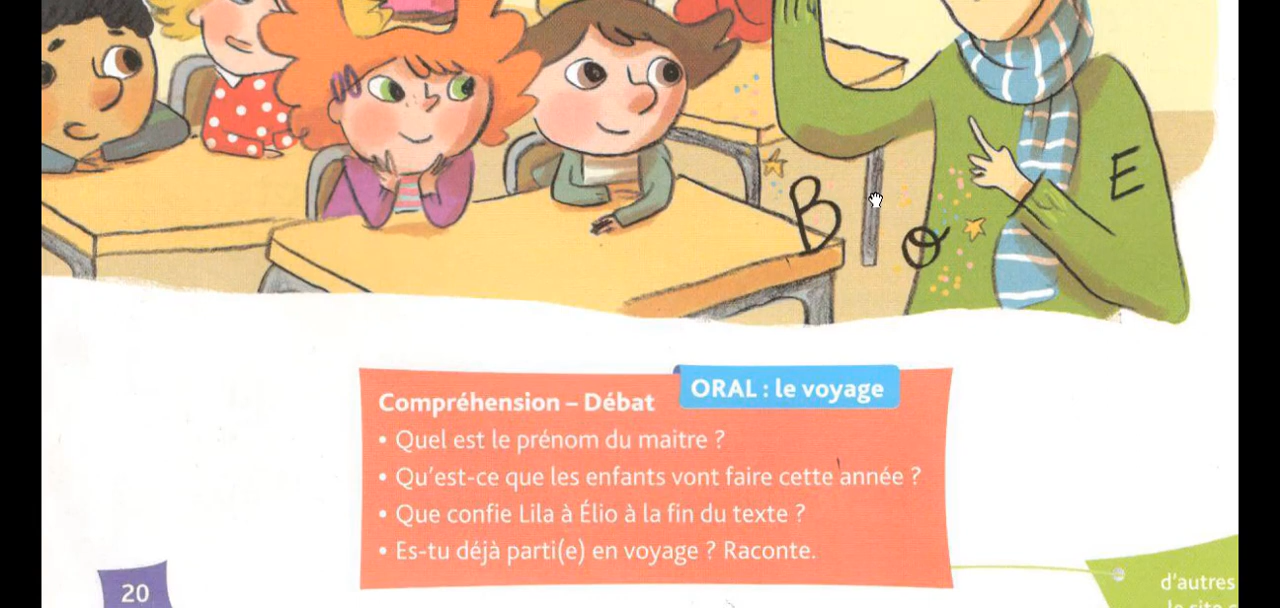 E
B
o
ORAL : le voyage
Compréhension – Débat
• Quel est le prénom du maitre ?
• Qu'est-ce que les enfants vont faire cette année ?
• Que confie Lila à Élio à la fin du texte ?
• Es-tu déjà parti(e) en voyage ? Raconte.
20
d'autres
le site